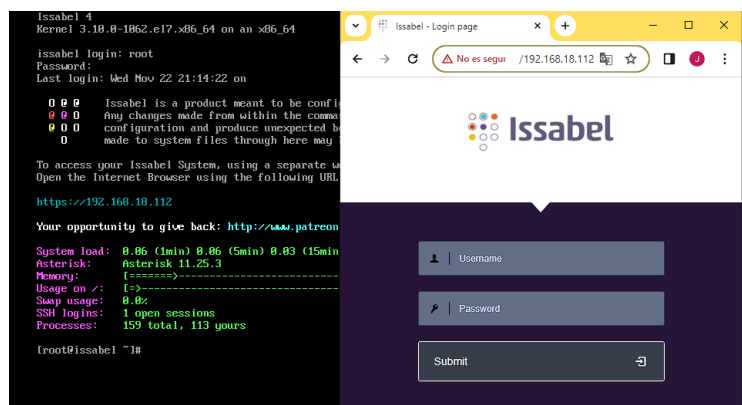 Issabel 4
Kernel 3.10.0-1062.el7.x86_64 on an x86_64
issabel login: root
Password:
Last login: Wed Nov 22 21:14:22 on
Issabel is a product meant to be confi
Any changes made from within the comma
configuration and produce unexpected b
made to system files through here may
To access your Issabel System, using a separate w
Open the Internet Browser using the following URL
https://192.168.18.112
Your opportunity to give back: http://www.patreon
System load: 0.06 (1min) 0.06 (5min) 0.03 (15min
Asterisk: Asterisk 11.25.3
Memory: [=======>------------------------
Usage on /: [=>------------------------------
Swap usage: 0.0%
SSH logins: 1 open sessions
Processes: 159 total, 113 yours
[root@issabel ~]#
Issabel - Login page
No es segur /192.168.18.112
J
Issabel
Username
Password
Submit